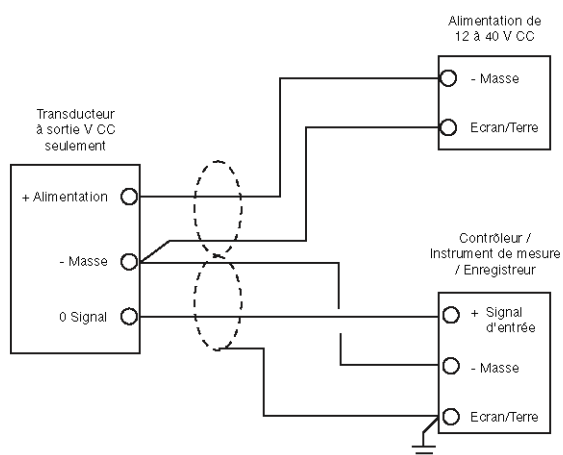 Alimentation de
12 à 40 V CC
- Masse
Ecran/Terre
Transducteur
à sortie V CC
seulement
+ Alimentation
- Masse
0 Signal
Contrôleur /
Instrument de mesure
/ Enregistreur
+ Signal
d'entrée
- Masse
Ecran/Terre